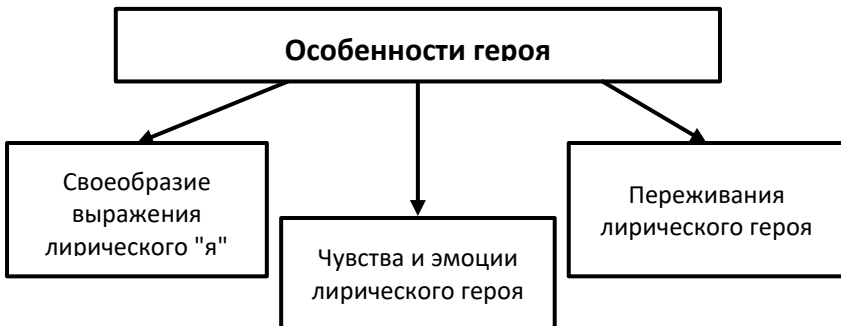 Особенности героя
Своеобразие
выражения
лирического "я"
Чувства и эмоции
лирического героя
Переживания
лирического героя